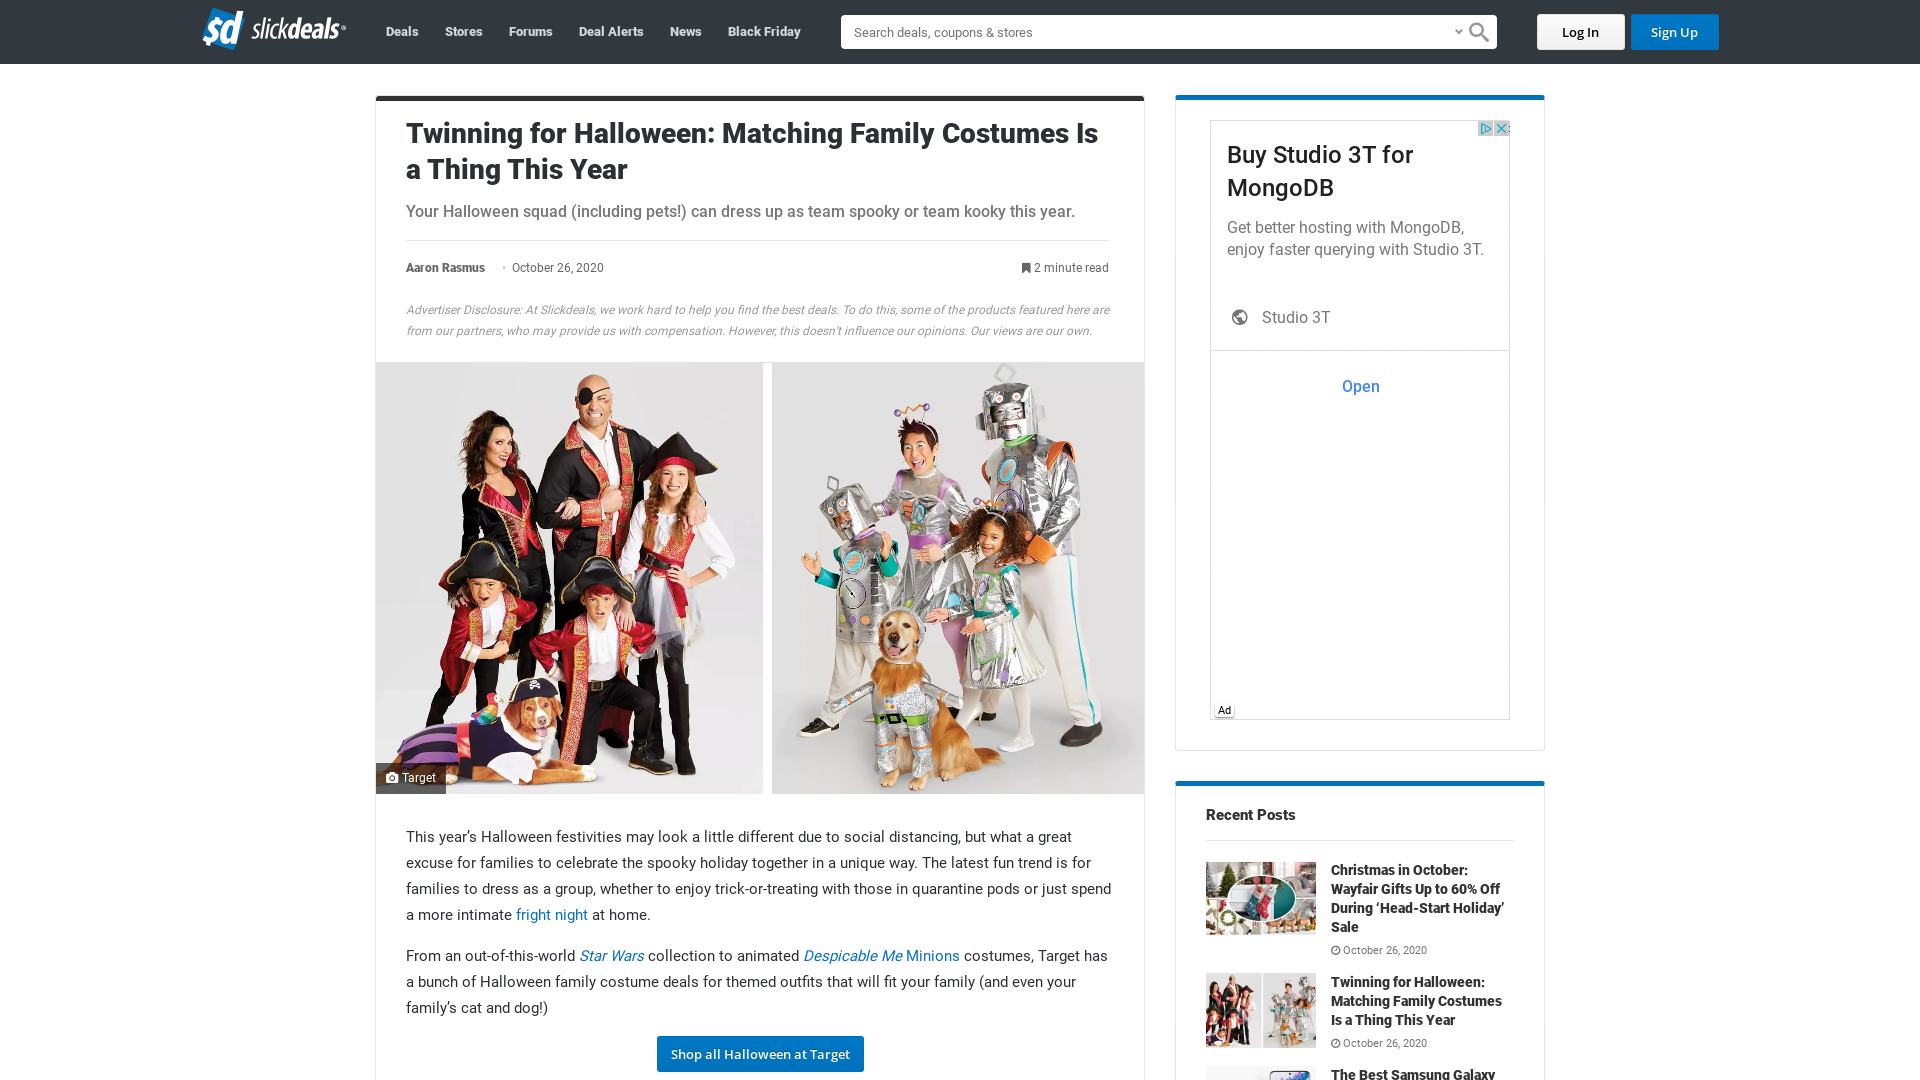 sd slickdeals®
Deals
Stores
Forums
Deal Alerts
News
Black Friday
Search deals, coupons & stores
Log In
Sign Up
Twinning for Halloween: Matching Family Costumes Is
a Thing This Year
Your Halloween squad (including pets!) can dress up as team spooky or team kooky this year.
Aaron Rasmus • October 26, 2020
2 minute read
Advertiser Disclosure: At Slickdeals, we work hard to help you find the best deals. To do this, some of the products featured here are
from our partners, who may provide us with compensation. However, this doesn't influence our opinions. Our views are our own.
Target
This year’s Halloween festivities may look a little different due to social distancing, but what a great
excuse for families to celebrate the spooky holiday together in a unique way. The latest fun trend is for
families to dress as a group, whether to enjoy trick-or-treating with those in quarantine pods or just spend
a more intimate fright night at home.
From an out-of-this-world Star Wars collection to animated Despicable Me Minions costumes, Target has
a bunch of Halloween family costume deals for themed outfits that will fit your family (and even your
family’s cat and dog!)
Shop all Halloween at Target
Buy Studio 3T for
MongoDB
Get better hosting with MongoDB,
enjoy faster querying with Studio 3T.
Studio 3T
Open
Ad
Recent Posts
Christmas in October:
Wayfair Gifts Up to 60% Off
During ‘Head-Start Holiday’
Sale
October 26, 2020
Twinning for Halloween:
Matching Family Costumes
Is a Thing This Year
October 26, 2020
The Best Samsung Galaxy